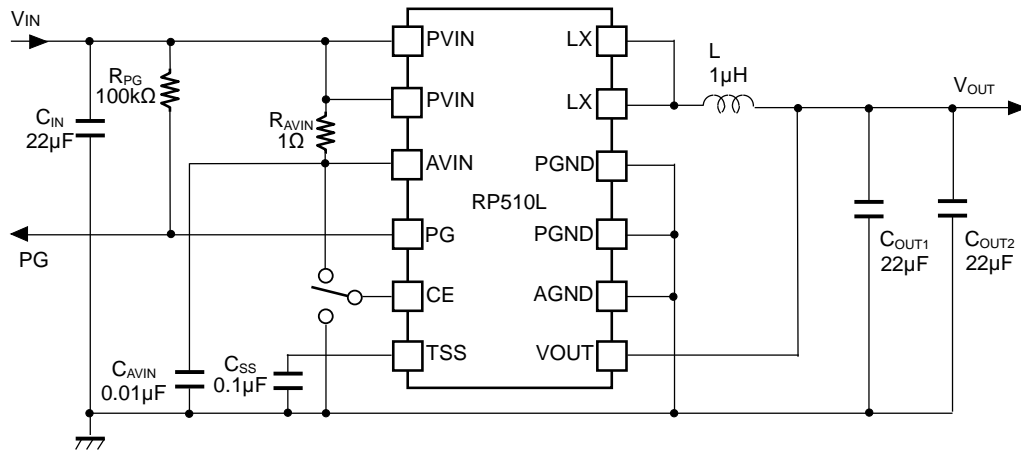 VIN
PVIN
LX
RPG
100kΩ
L
1µH
CIN
22µF
PVIN
LX
VOUT
RAVIN
1Ω
AVIN
PGND
RP510L
PG
PG
PGND
COUT1
22µF
COUT2
22µF
CE
AGND
TSS
VOUT
CAVIN
0.01µF
CSS
0.1µF